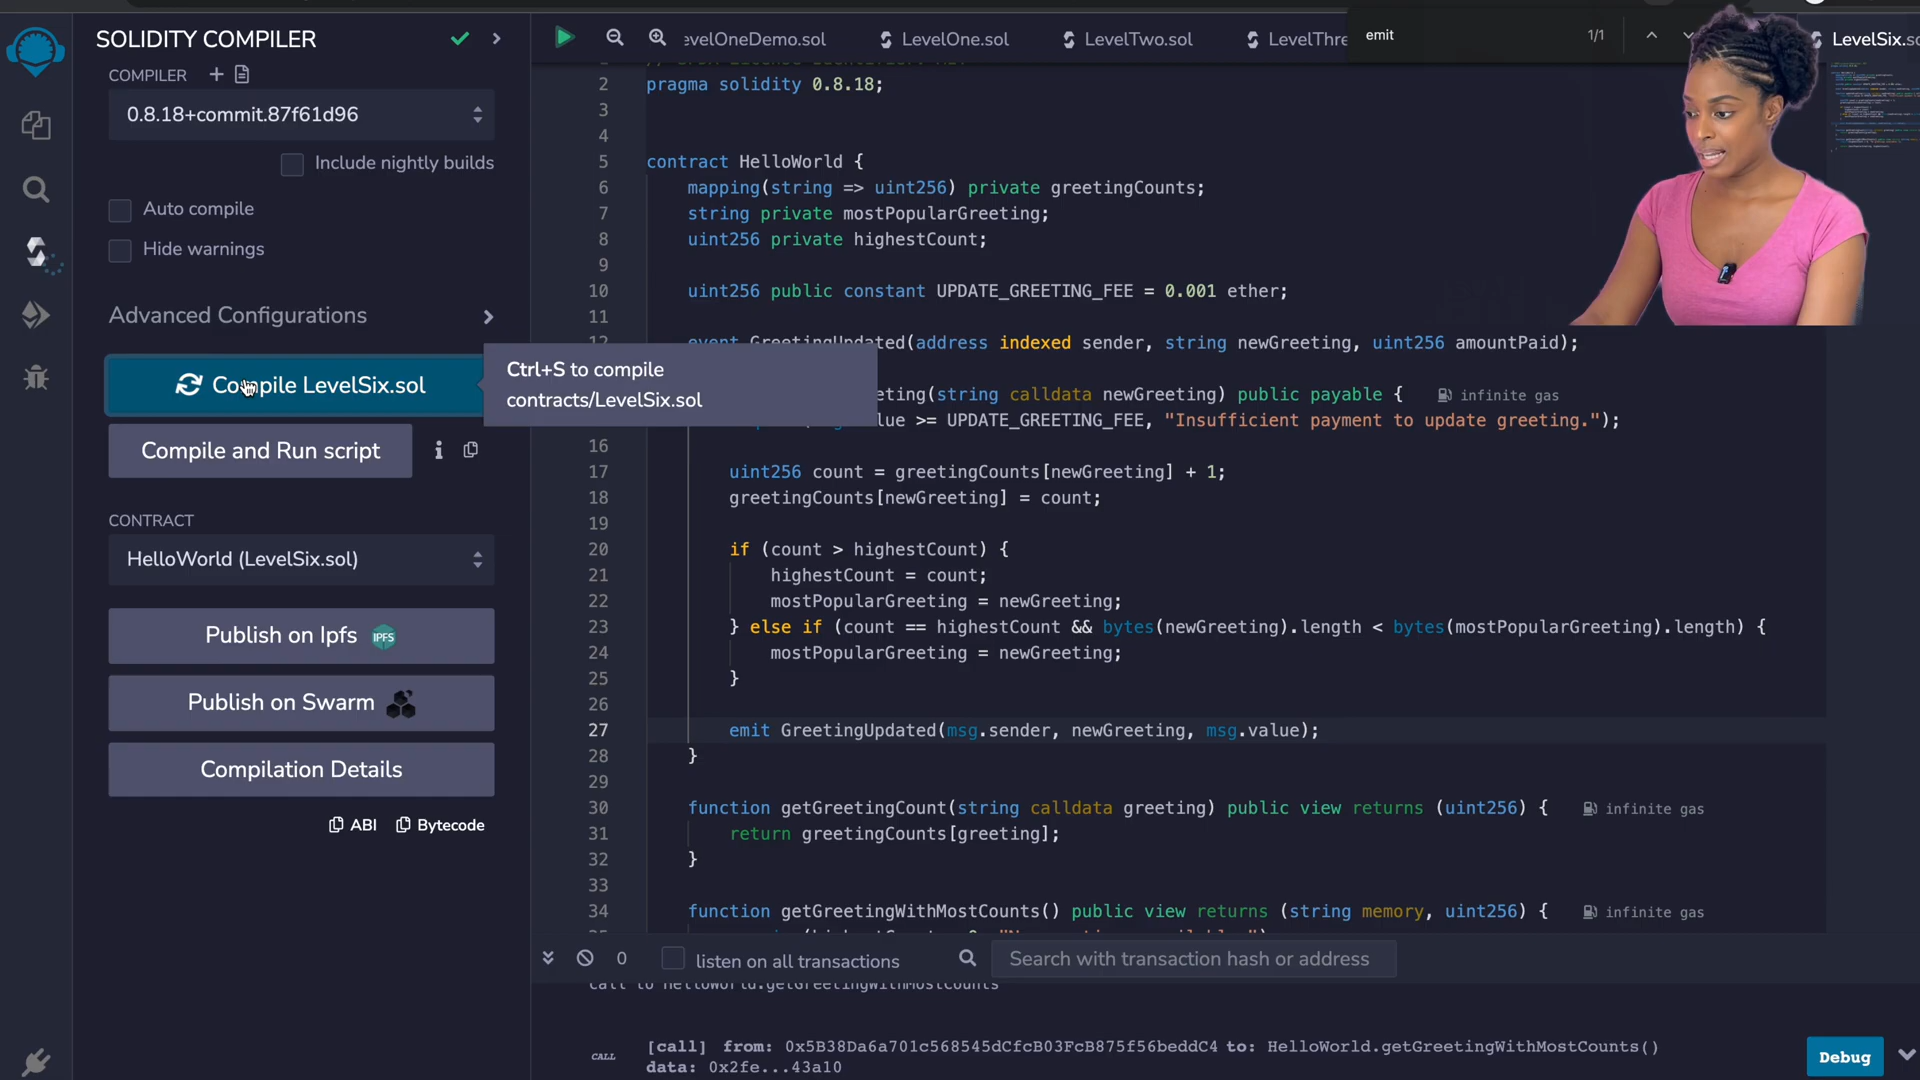 SOLIDITY COMPILER
COMPILER
0.8.18+commit.87f61d96
Include nightly builds
Auto compile
Hide warnings
Advanced Configurations
Compile LevelSix.sol
Ctrl+S to compile
contracts/LevelSix.sol
Compile and Run script
CONTRACT
HelloWorld (LevelSix.sol)
Publish on Ipfs
IPFS
Publish on Swarm
Compilation Details
ABI Bytecode
evelOneDemo.sol LevelOne.sol LevelTwo.sol LevelThre LevelSix.so
emit 1/1
2 pragma solidity 0.8.18;
3
4
5 contract HelloWorld {
6 mapping(string => uint256) private greetingCounts;
7 string private mostPopularGreeting;
8 uint256 private highestCount;
9
10 uint256 public constant UPDATE_GREETING_FEE = 0.001 ether;
11
12 event GreetingUpdated(address indexed sender, string newGreeting, uint256 amountPaid);
eting(string calldata newGreeting) public payable { infinite gas
lue >= UPDATE_GREETING_FEE, "Insufficient payment to update greeting.");
16
17 uint256 count = greetingCounts[newGreeting] + 1;
18 greetingCounts[newGreeting] = count;
19
20 if (count > highestCount) {
21 highestCount = count;
22 mostPopularGreeting = newGreeting;
23 } else if (count == highestCount && bytes(newGreeting).length < bytes(mostPopularGreeting).length) {
24 mostPopularGreeting = newGreeting;
25 }
26
27 emit GreetingUpdated(msg.sender, newGreeting, msg.value);
28 }
29
30 function getGreetingCount(string calldata greeting) public view returns (uint256) { infinite gas
31 return greetingCounts[greeting];
32 }
33
34 function getGreetingWithMostCounts() public view returns (string memory, uint256) { infinite gas
0 listen on all transactions Search with transaction hash or address
call to HelloWorld.getGreetingWithMostCounts
CALL [call] from: 0x5B38Da6a701c568545dCfcB03FcB875f56beddC4 to: HelloWorld.getGreetingWithMostCounts()
data: 0x2fe...43a10
Debug